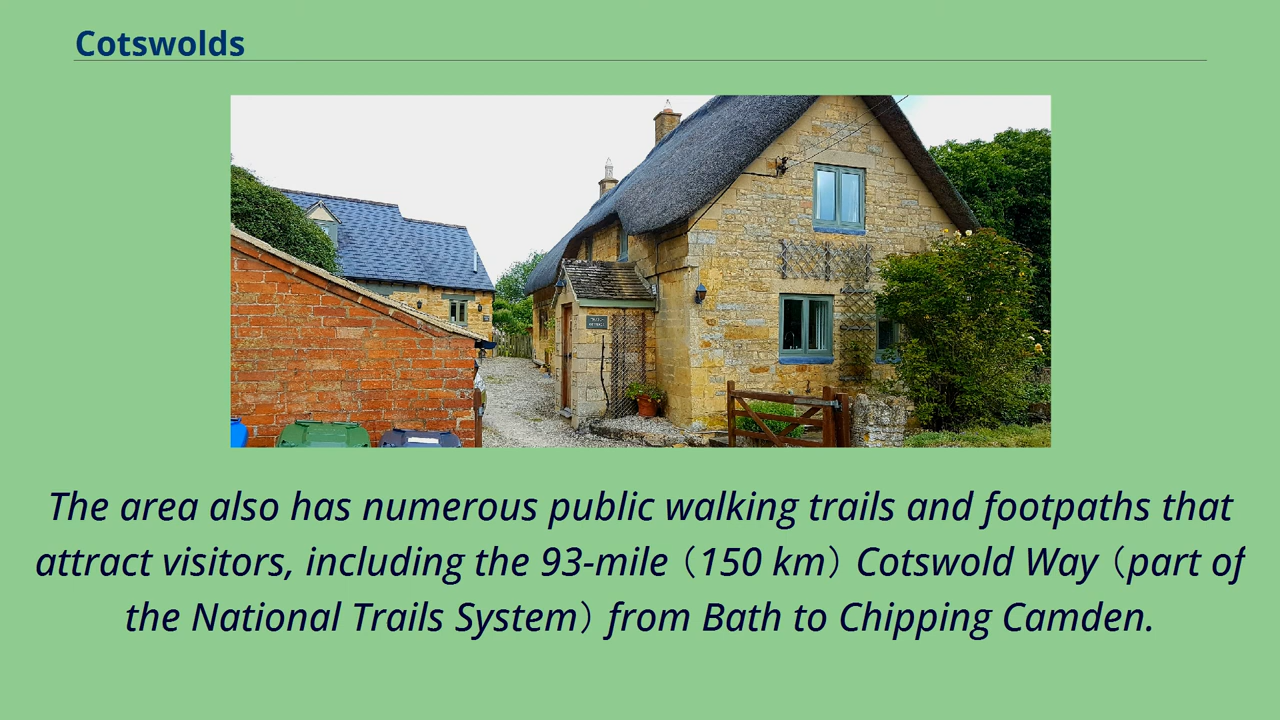 Cotswolds
The area also has numerous public walking trails and footpaths that
attract visitors, including the 93-mile（150 km）Cotswold Way（part of
the National Trails System）from Bath to Chipping Camden.